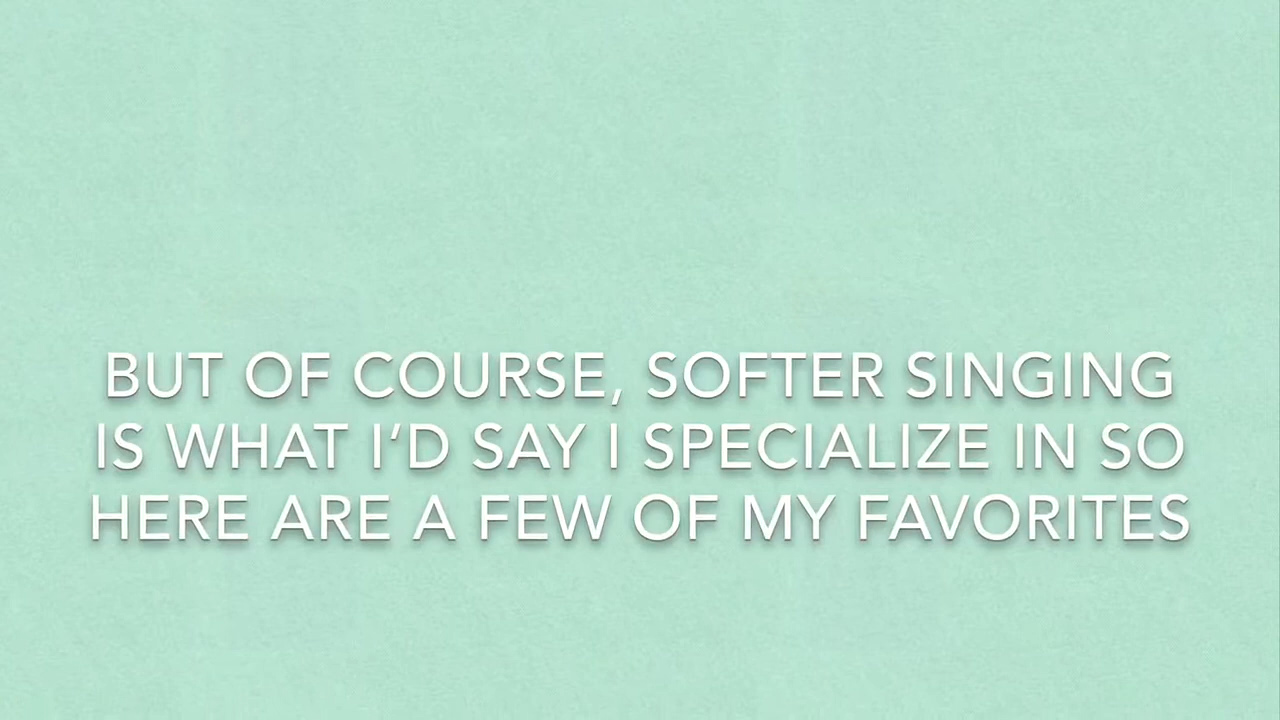 BUT OF COURSE, SOFTER SINGING
IS WHAT I’D SAY I SPECIALIZE IN SO
HERE ARE A FEW OF MY FAVORITES